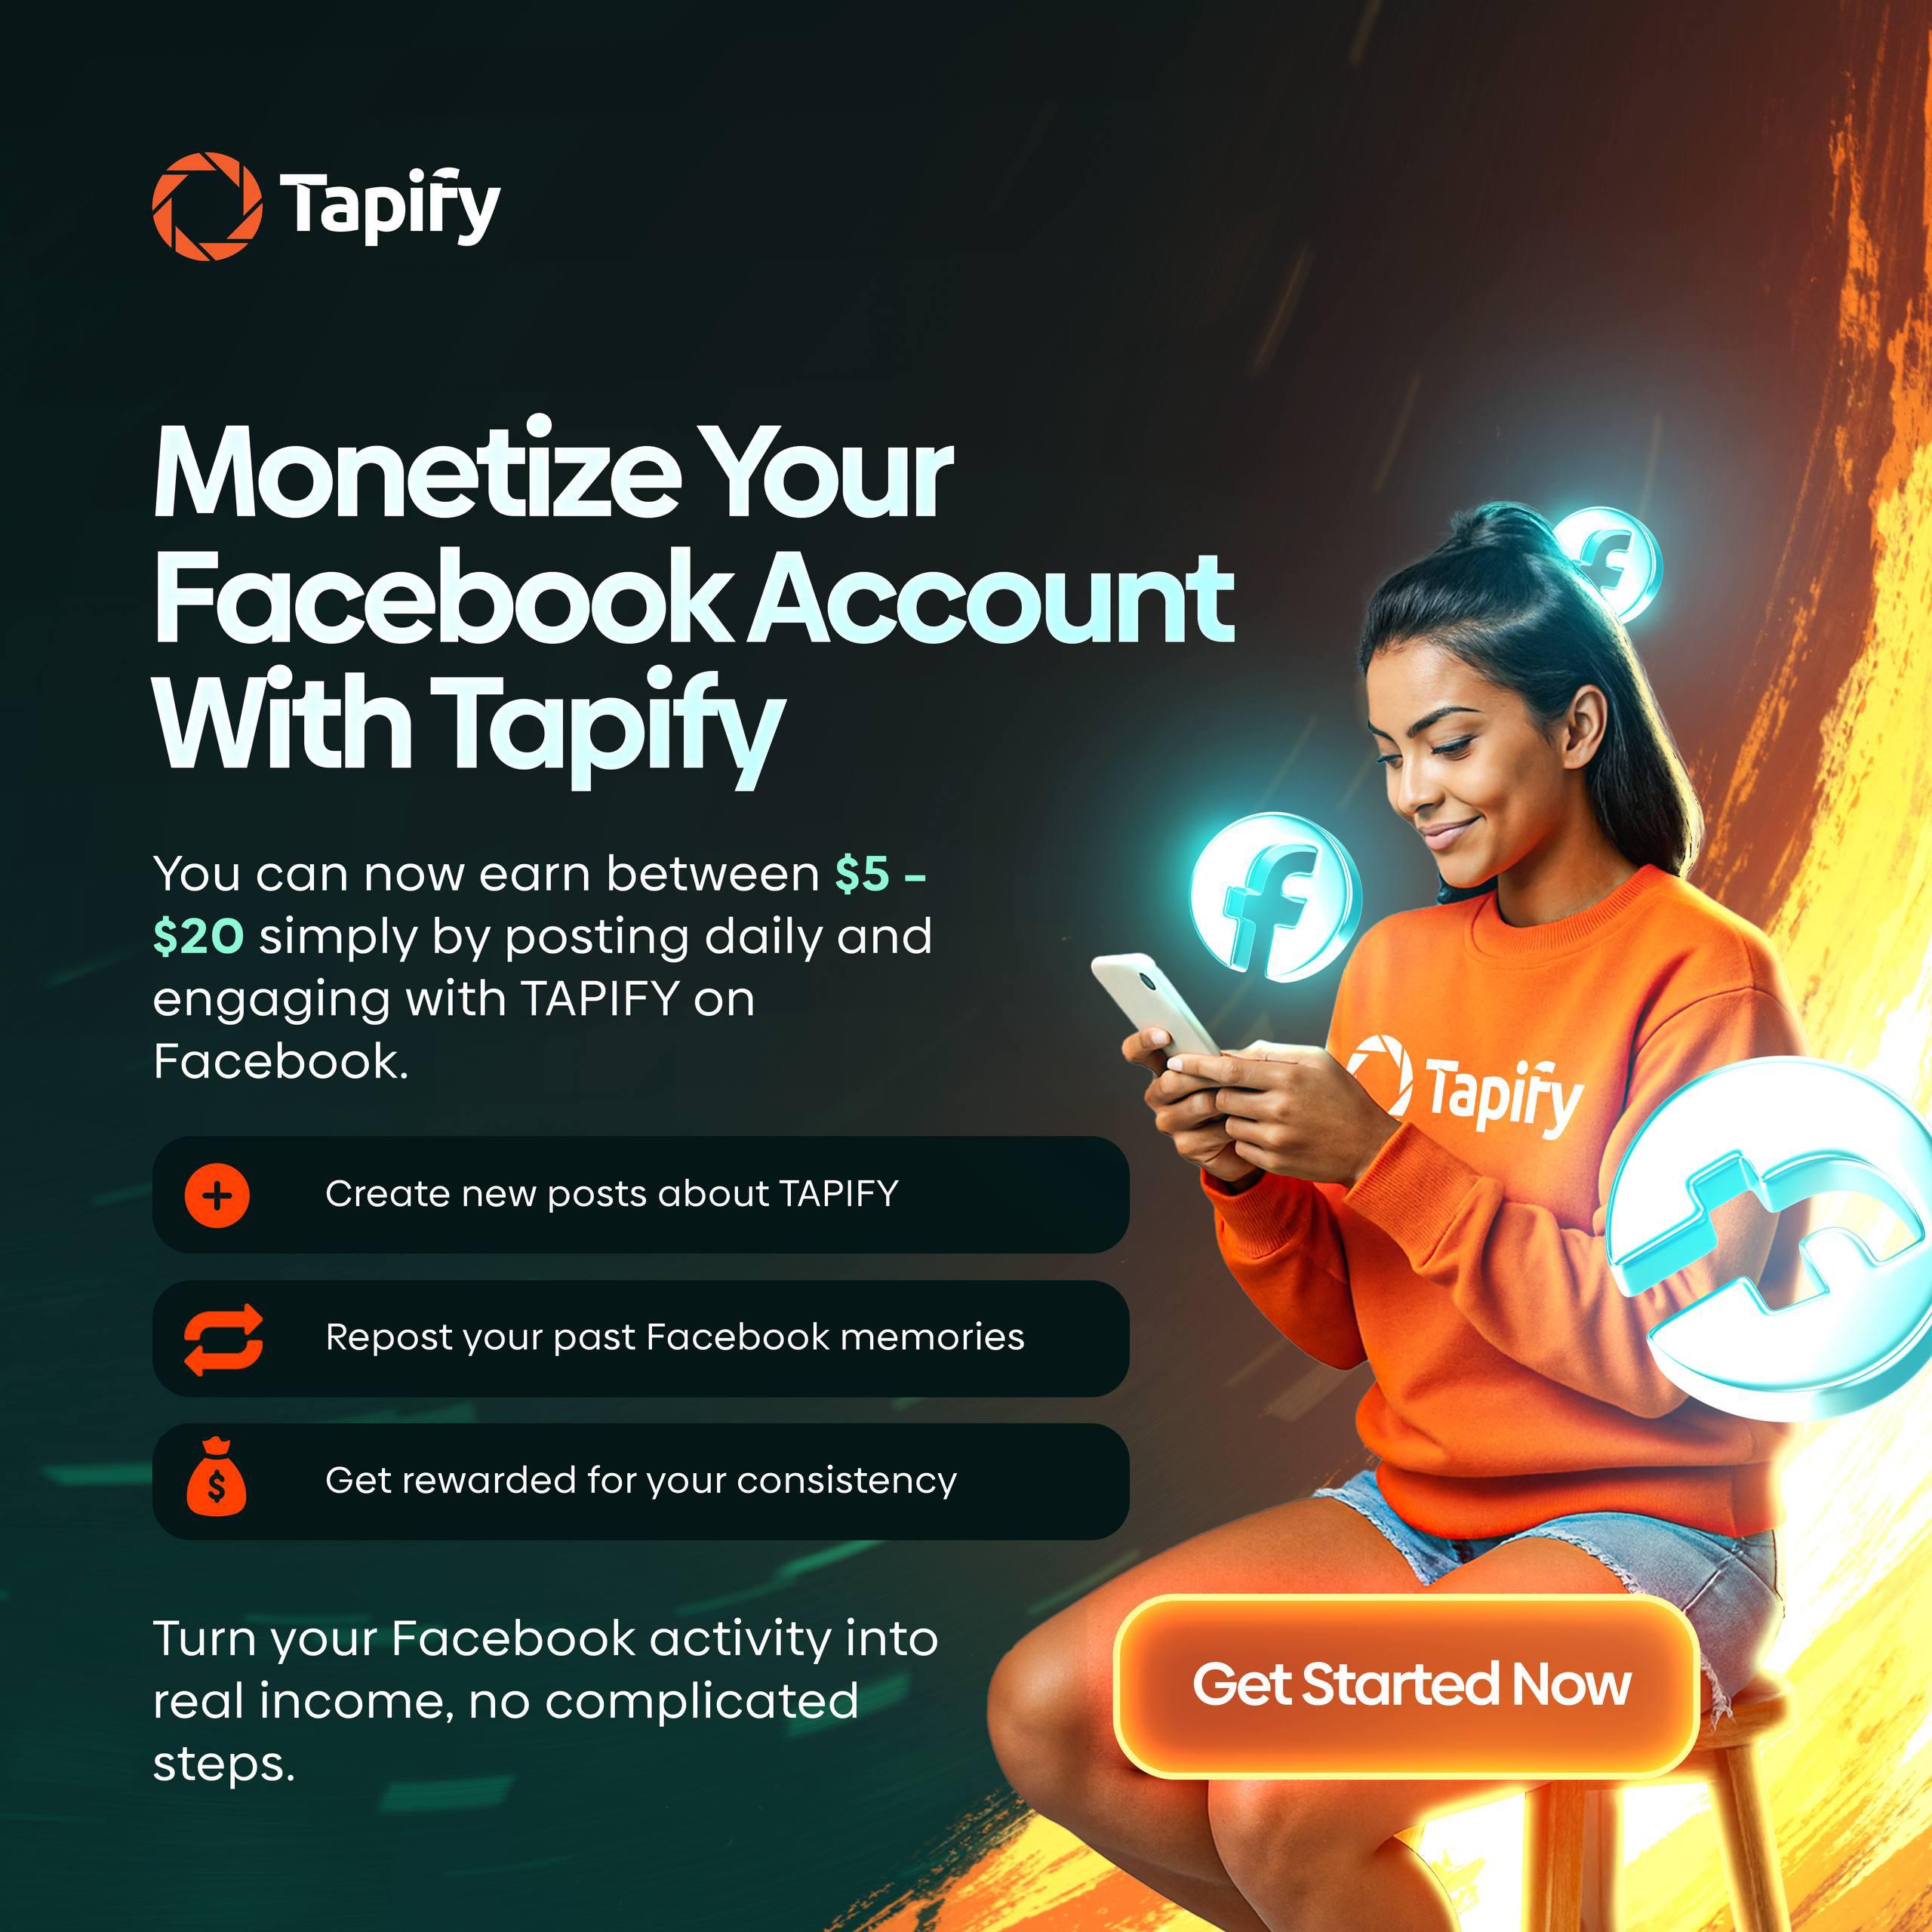 Tapify
Monetize Your
Facebook Account
With Tapify
You can now earn between $5 –
$20 simply by posting daily and
engaging with TAPIFY on
Facebook.
Tapify
Create new posts about TAPIFY
Repost your past Facebook memories
$ Get rewarded for your consistency
Turn your Facebook activity into
real income, no complicated
steps.
Get Started Now